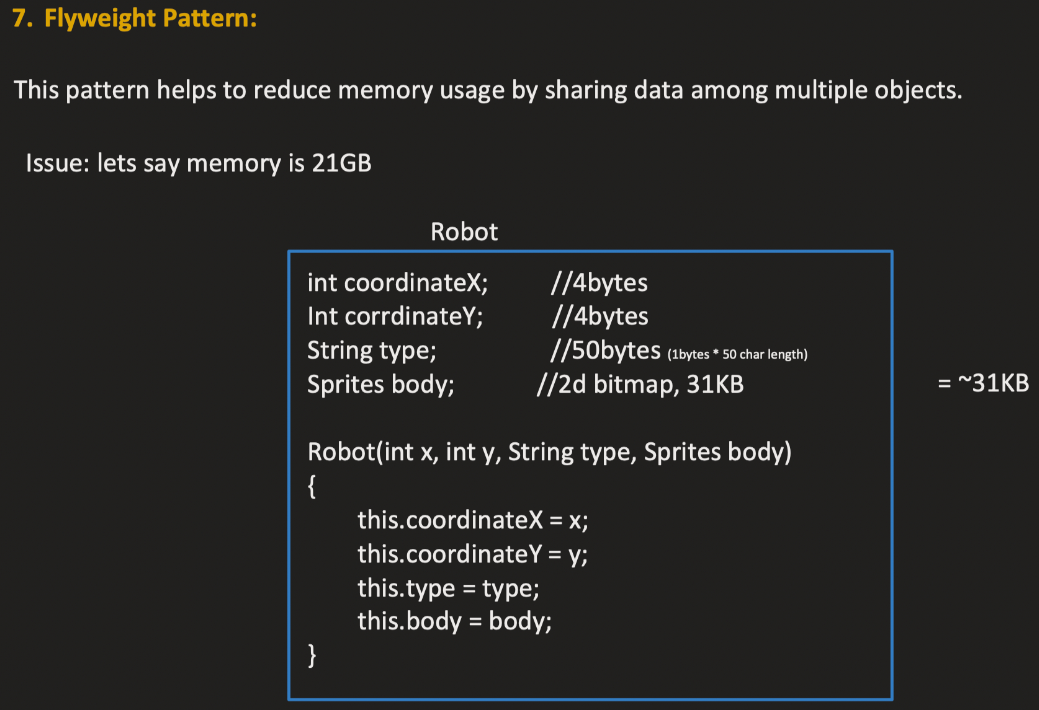 7. Flyweight Pattern:
This pattern helps to reduce memory usage by sharing data among multiple objects.
Issue: lets say memory is 21GB
Robot
int coordinateX; //4bytes
Int corrdinateY; //4bytes
String type; //50bytes (1bytes * 50 char length)
Sprites body; //2d bitmap, 31KB = ~31KB
Robot(int x, int y, String type, Sprites body)
{
this.coordinateX = x;
this.coordinateY = y;
this.type = type;
this.body = body;
}